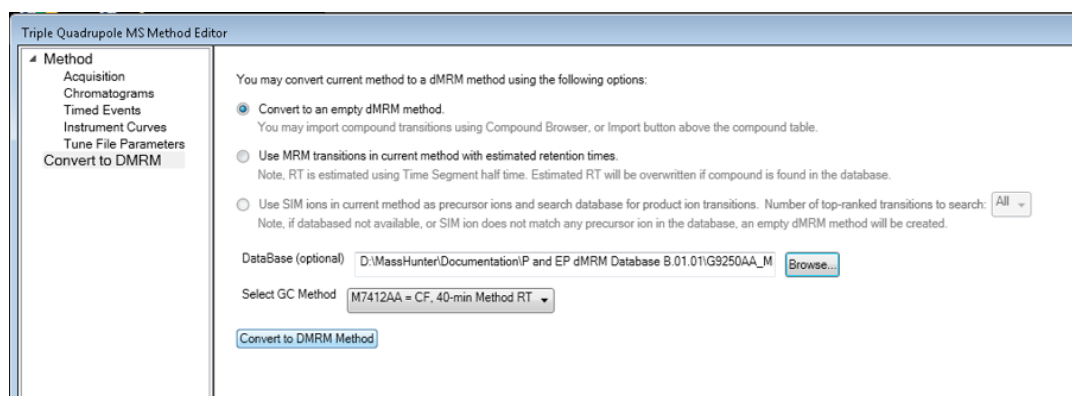 Triple Quadrupole MS Method Editor
Method
Acquisition
Chromatograms
Timed Events
Instrument Curves
Tune File Parameters
Convert to DMRM
You may convert current method to a dMRM method using the following options:
Convert to an empty dMRM method.
You may import compound transitions using Compound Browser, or Import button above the compound table.
Use MRM transitions in current method with estimated retention times.
Note, RT is estimated using Time Segment half time. Estimated RT will be overwritten if compound is found in the database.
Use SIM ions in current method as precursor ions and search database for product ion transitions. Number of top-ranked transitions to search: All
Note, if databased not available, or SIM ion does not match any precursor ion in the database, an empty dMRM method will be created.
DataBase (optional) D:\MassHunter\Documentation\P and EP dMRM Database B.01.01\G9250AA_M Browse...
Select GC Method M7412AA = CF, 40-min Method RT
Convert to DMRM Method